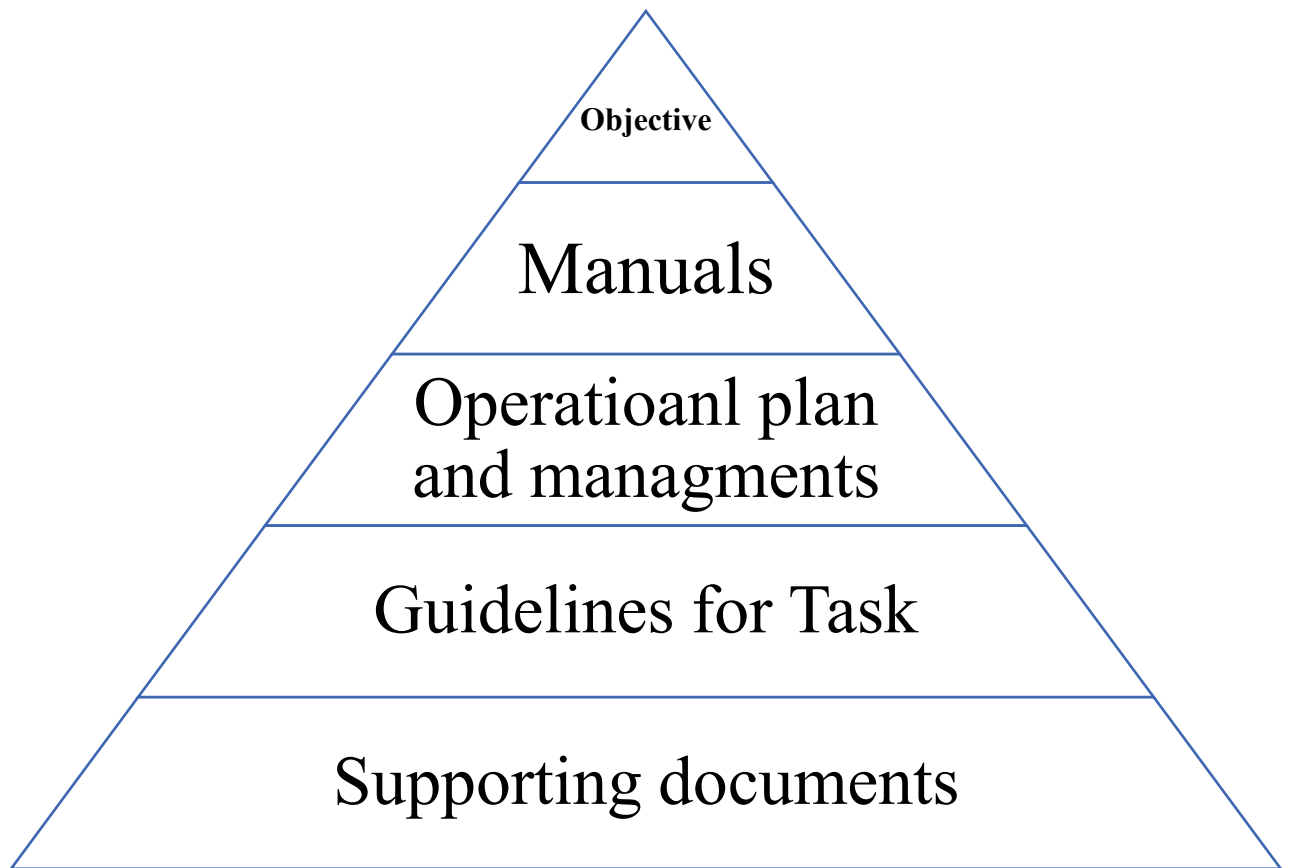 Objective
Manuals
Operatioanl plan
and managments
Guidelines for Task
Supporting documents